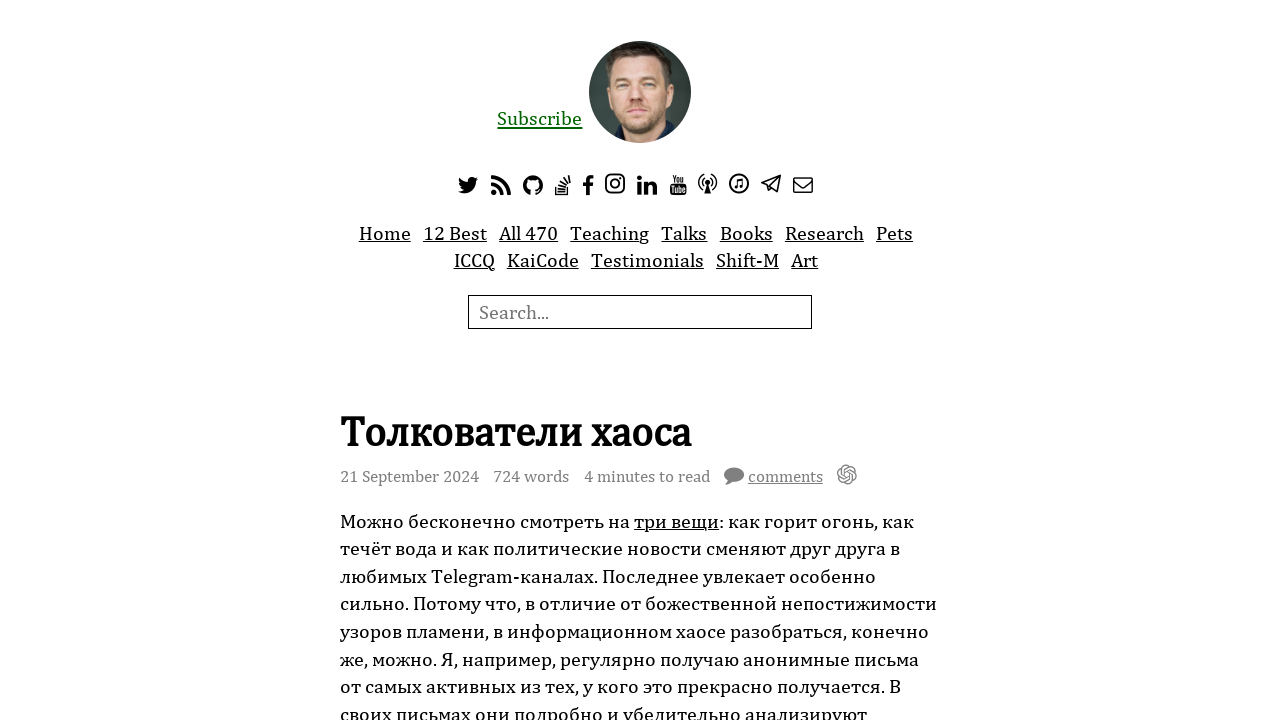 Subscribe
Home 12 Best All 470 Teaching Talks Books Research Pets
ICCQ KaiCode Testimonials Shift-M Art
Search...
Толкователи хаоса
21 September 2024 724 words 4 minutes to read comments
Можно бесконечно смотреть на три вещи: как горит огонь, как
течёт вода и как политические новости сменяют друг друга в
любимых Telegram-каналах. Последнее увлекает особенно
сильно. Потому что, в отличие от божественной непостижимости
узоров пламени, в информационном хаосе разобраться, конечно
же, можно. Я, например, регулярно получаю анонимные письма
от самых активных из тех, у кого это прекрасно получается. В
своих письмах они подробно и убедительно анализируют